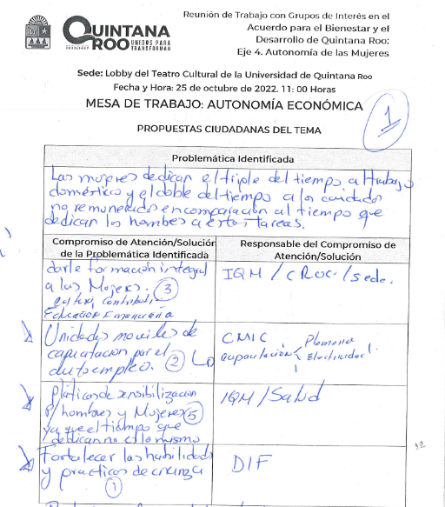 QUINTANA
ROO
UNIDOS PARA
TRANSFORMAR
Reunión de Trabajo con Grupos de Interés en el
Acuerdo para el Bienestar y el
Desarrollo de Quintana Roo:
Eje 4. Autonomía de las Mujeres
Sede: Lobby del Teatro Cultural de la Universidad de Quintana Roo
Fecha y Hora: 25 de octubre de 2022. 11: 00 Horas
MESA DE TRABAJO: AUTONOMÍA ECONÓMICA
1
PROPUESTAS CIUDADANAS DEL TEMA
Problemática Identificada
Las mujeres dedican el triple del tiempo al trabajo
doméstico y el doble del tiempo a los cuidados
no remunerados en comparación al tiempo que
dedican los hombres a estas tareas.
Compromiso de Atención/Solución
de la Problemática Identificada
Responsable del Compromiso de
Atención/Solución
darle formación integral
a las Mujeres. 3
Educación Financiera
IQM / CROC / Sede.
Unidades moviles de
capacitación por el
autoempleo. 2
CMIC
capacitación Plomeria
Electricidad
Platicas de sensibilizacion
p/ hombres y Mujeres 5
ya que el tiempo que
dedican no es lo mismo
IQM / Salud
Fortalecer las habilidades
y practicas de crianza
1
DIF